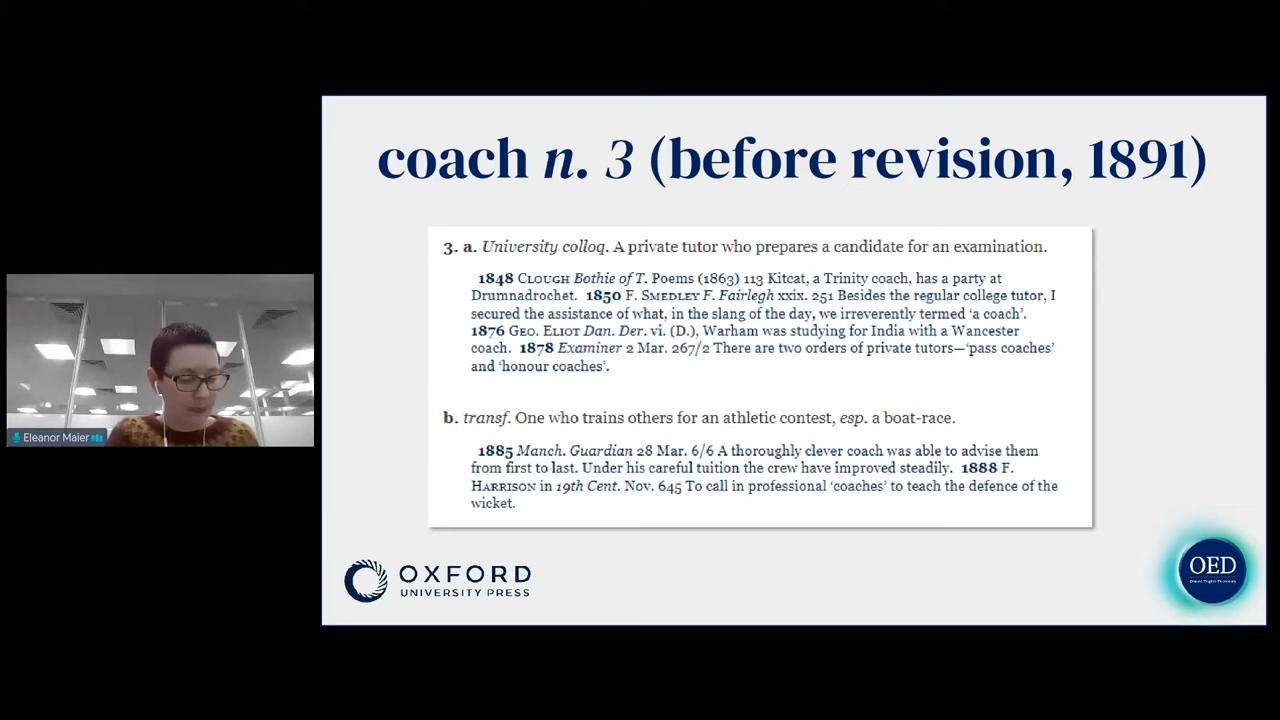 coach n. 3 (before revision, 1891)
3. a. University colloq. A private tutor who prepares a candidate for an examination.
1848 CLOUGH Bothie of T. Poems (1863) 113 Kitcat, a Trinity coach, has a party at
Drumnadrochet. 1850 F. SMEDLEY F. Fairlegh xxix. 251 Besides the regular college tutor, I
secured the assistance of what, in the slang of the day, we irreverently termed ‘a coach’.
1876 GEO. ELIOT Dan. Der. vi. (D.), Warham was studying for India with a Wancester
coach. 1878 Examiner 2 Mar. 267/2 There are two orders of private tutors—‘pass coaches’
and ‘honour coaches’.
b. transf. One who trains others for an athletic contest, esp. a boat-race.
1885 Manch. Guardian 28 Mar. 6/6 A thoroughly clever coach was able to advise them
from first to last. Under his careful tuition the crew have improved steadily. 1888 F.
HARRISON in 19th Cent. Nov. 645 To call in professional ‘coaches’ to teach the defence of the
wicket.
Eleanor Maier
OXFORD
UNIVERSITY PRESS
OED
Oxford English Dictionary